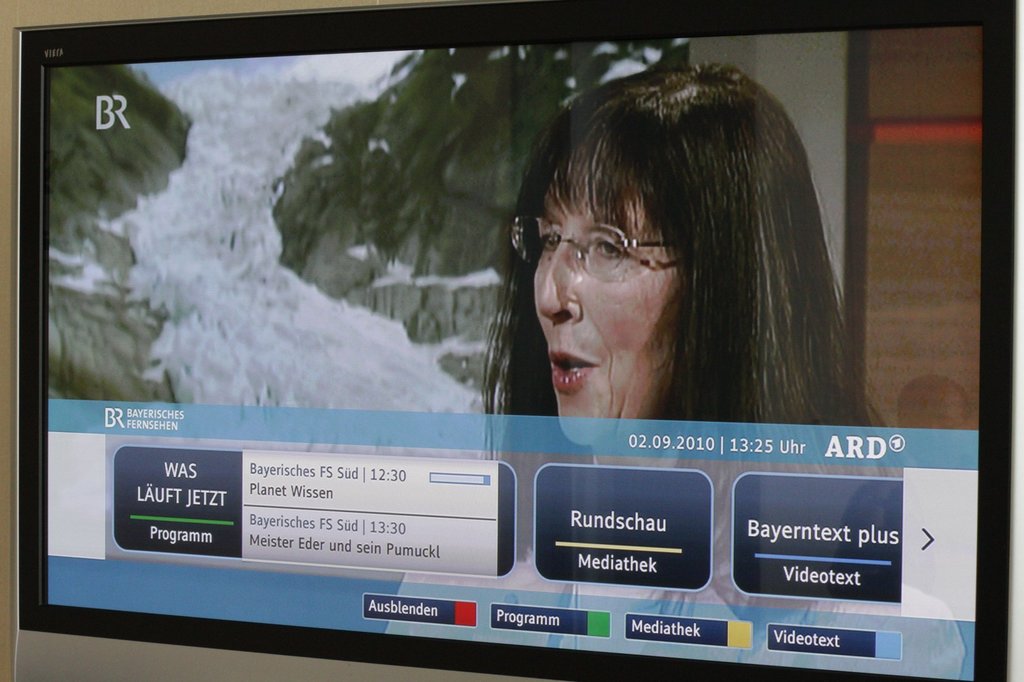 VIERA
BR
BR BAYERISCHES
FERNSEHEN
02.09.2010 | 13:25 Uhr ARD
WAS
LÄUFT JETZT
Programm
Bayerisches FS Süd | 12:30
Planet Wissen
Bayerisches FS Süd | 13:30
Meister Eder und sein Pumuckl
Rundschau
Mediathek
Bayerntext plus
Videotext
Ausblenden
Programm
Mediathek
Videotext